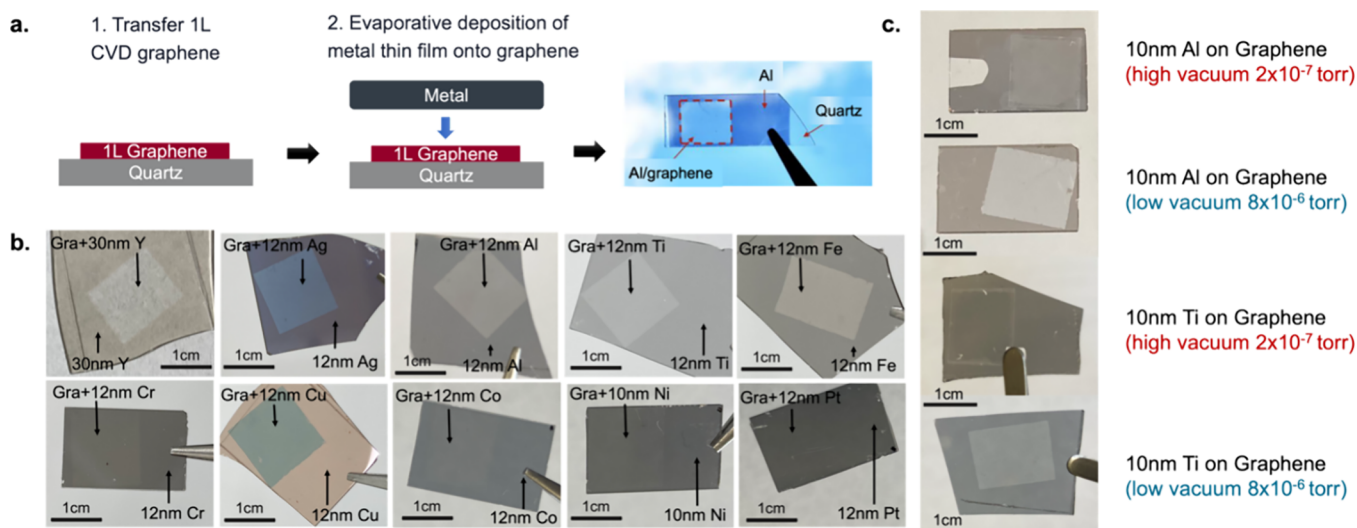 a.
1. Transfer 1L
CVD graphene
2. Evaporative deposition of
metal thin film onto graphene
1L Graphene
Quartz
Metal
1L Graphene
Quartz
Al
Quartz
Al/graphene
b.
Gra+30nm Y
30nm Y
1cm
Gra+12nm Ag
12nm Ag
1cm
Gra+12nm Al
12nm Al
1cm
Gra+12nm Ti
12nm Ti
1cm
Gra+12nm Fe
12nm Fe
1cm
Gra+12nm Cr
12nm Cr
1cm
Gra+12nm Cu
12nm Cu
1cm
Gra+12nm Co
12nm Co
1cm
Gra+10nm Ni
10nm Ni
1cm
Gra+12nm Pt
12nm Pt
1cm
c.
1cm
10nm Al on Graphene
(high vacuum 2x10⁻⁷ torr)
1cm
10nm Al on Graphene
(low vacuum 8x10⁻⁶ torr)
1cm
10nm Ti on Graphene
(high vacuum 2x10⁻⁷ torr)
1cm
10nm Ti on Graphene
(low vacuum 8x10⁻⁶ torr)